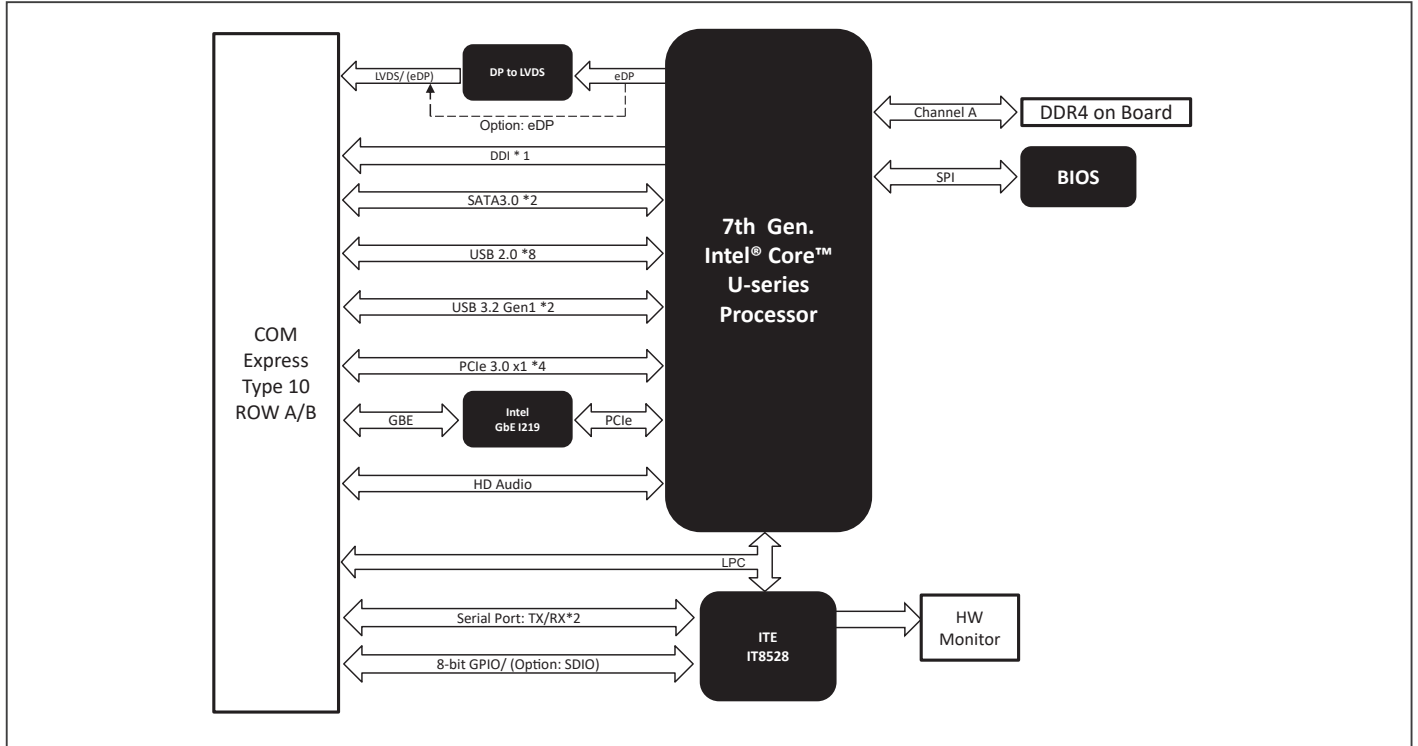 LVDS/ (eDP)
DP to LVDS
eDP
Option: eDP
Channel A
DDR4 on Board
DDI * 1
SPI
BIOS
SATA3.0 *2
USB 2.0 *8
USB 3.2 Gen1 *2
PCIe 3.0 x1 *4
7th Gen.
Intel® Core™
U-series
Processor
COM
Express
Type 10
ROW A/B
GBE
Intel
GbE I219
PCIe
HD Audio
LPC
Serial Port: TX/RX*2
8-bit GPIO/ (Option: SDIO)
ITE
IT8528
HW
Monitor